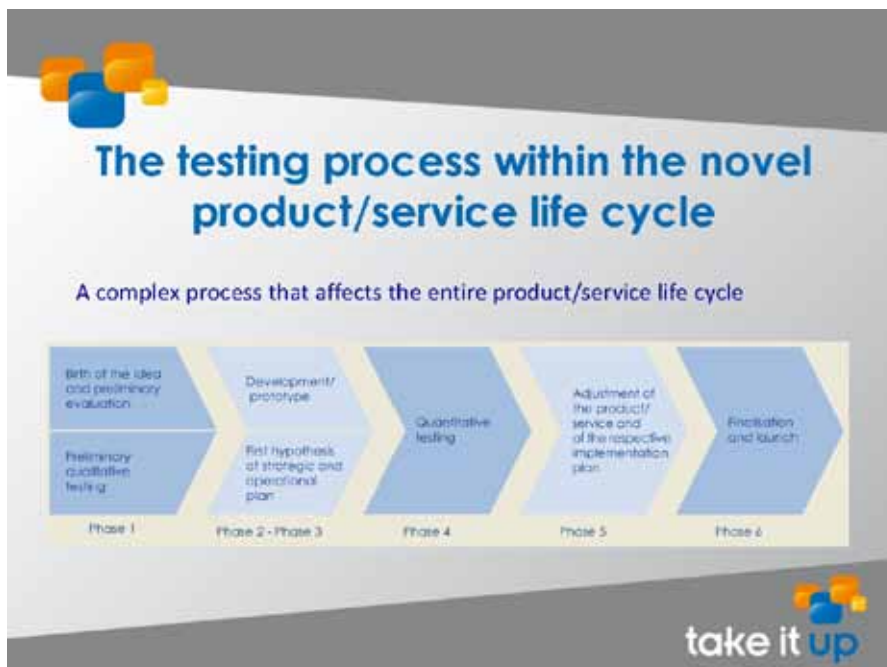 The testing process within the novel
product/service life cycle
A complex process that affects the entire product/service life cycle
Birth of the idea
and preliminary
evaluation
Preliminary
qualitative
testing
Development/
prototype
First hypothesis
of strategic and
operational
plan
Quantitative
testing
Adjustment of
the product/
service and
of the respective
implementation
plan
Finalisation
and launch
Phase 1
Phase 2 - Phase 3
Phase 4
Phase 5
Phase 6
take it up